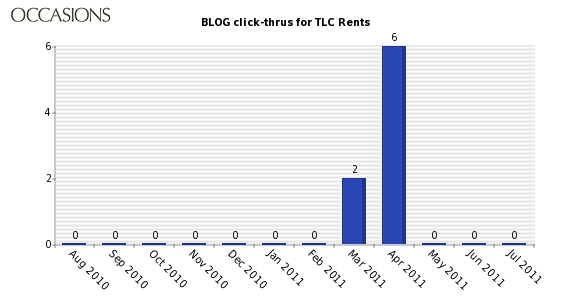 OCCASIONS
BLOG click-thrus for TLC Rents
6
4
2
0
0 0 0 0 0 0 0 2 6 0 0 0
Aug 2010 Sep 2010 Oct 2010 Nov 2010 Dec 2010 Jan 2011 Feb 2011 Mar 2011 Apr 2011 May 2011 Jun 2011 Jul 2011